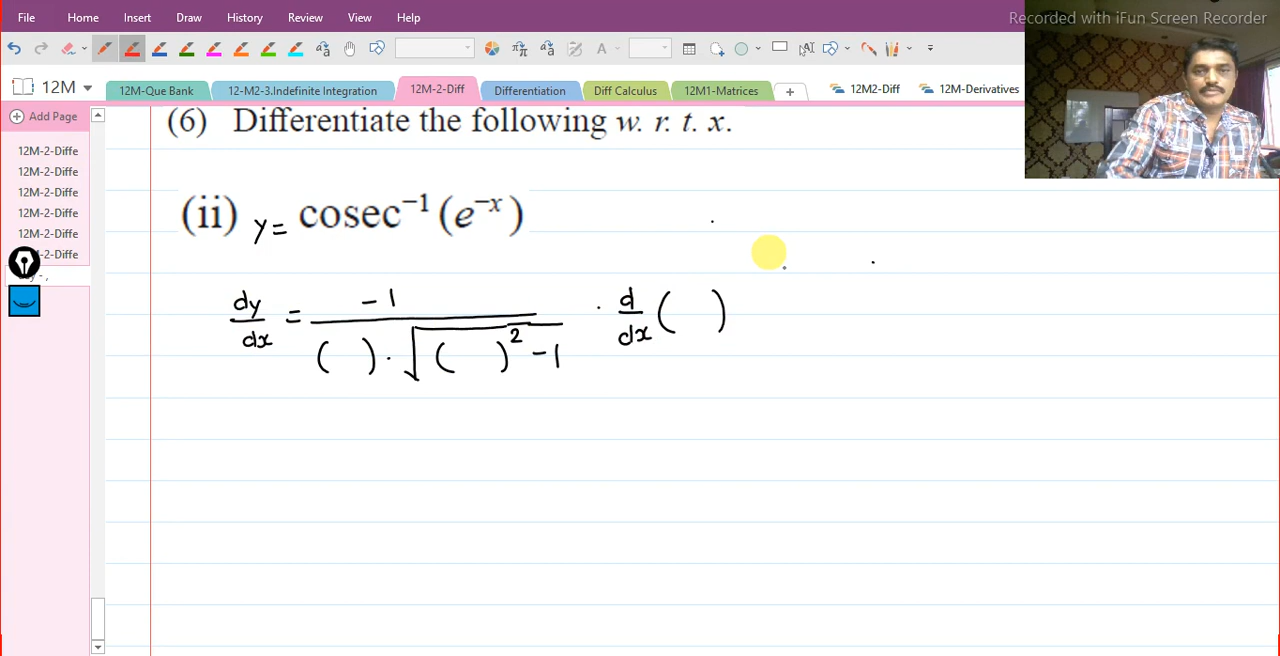 Recorded with iFun Screen Recorder
File Home Insert Draw History Review View Help
12M 12M-Que Bank 12-M2-3.Indefinite Integration 12M-2-Diff Differentiation Diff Calculus 12M1-Matrices + 12M2-Diff 12M-Derivatives
Add Page
12M-2-Diffe
12M-2-Diffe
12M-2-Diffe
12M-2-Diffe
12M-2-Diffe
M-2-Diffe
(6) Differentiate the following w. r. t. x.
(ii) y = cosec⁻¹ (e⁻ˣ)
dy/dx = -1/(( ) · √(( )² - 1)) · d/dx ( )